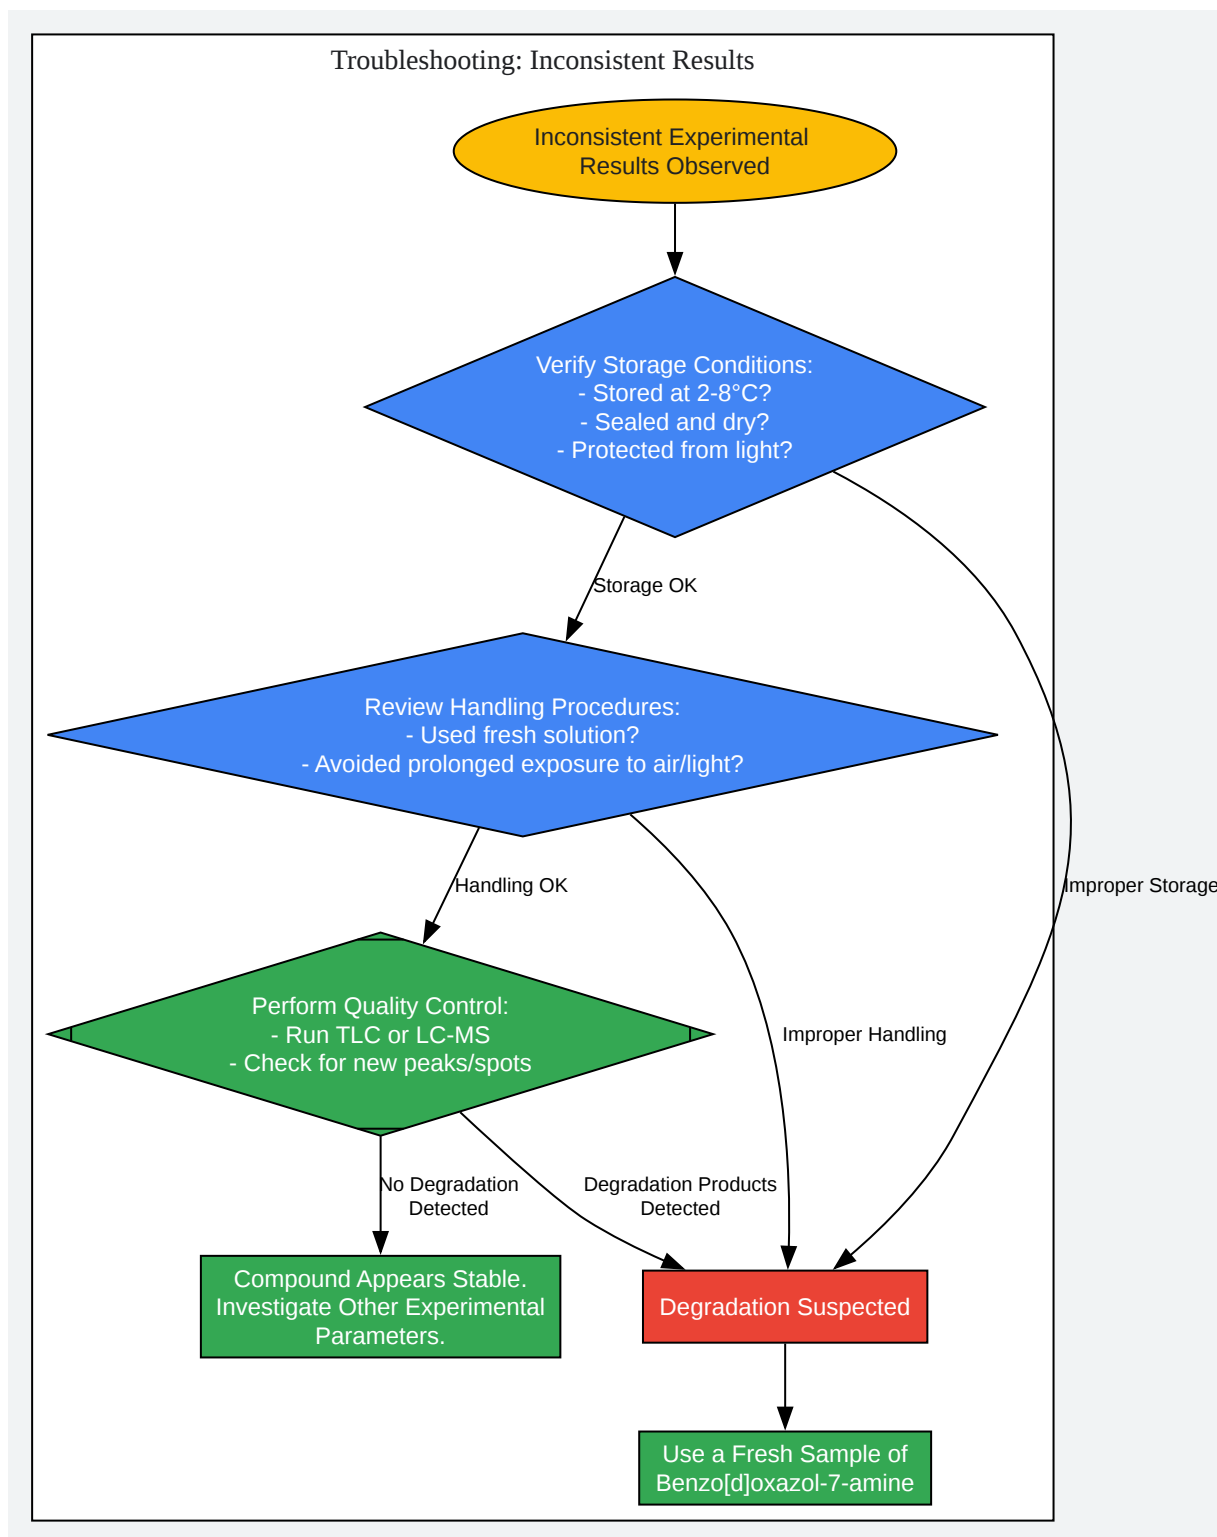 Troubleshooting: Inconsistent Results
Inconsistent Experimental
Results Observed
Verify Storage Conditions:
- Stored at 2-8°C?
- Sealed and dry?
- Protected from light?
Storage OK
Review Handling Procedures:
- Used fresh solution?
- Avoided prolonged exposure to air/light?
Handling OK
Improper Storage
Perform Quality Control:
- Run TLC or LC-MS
- Check for new peaks/spots
Improper Handling
No Degradation
Detected
Degradation Products
Detected
Compound Appears Stable.
Investigate Other Experimental
Parameters.
Degradation Suspected
Use a Fresh Sample of
Benzo[d]oxazol-7-amine